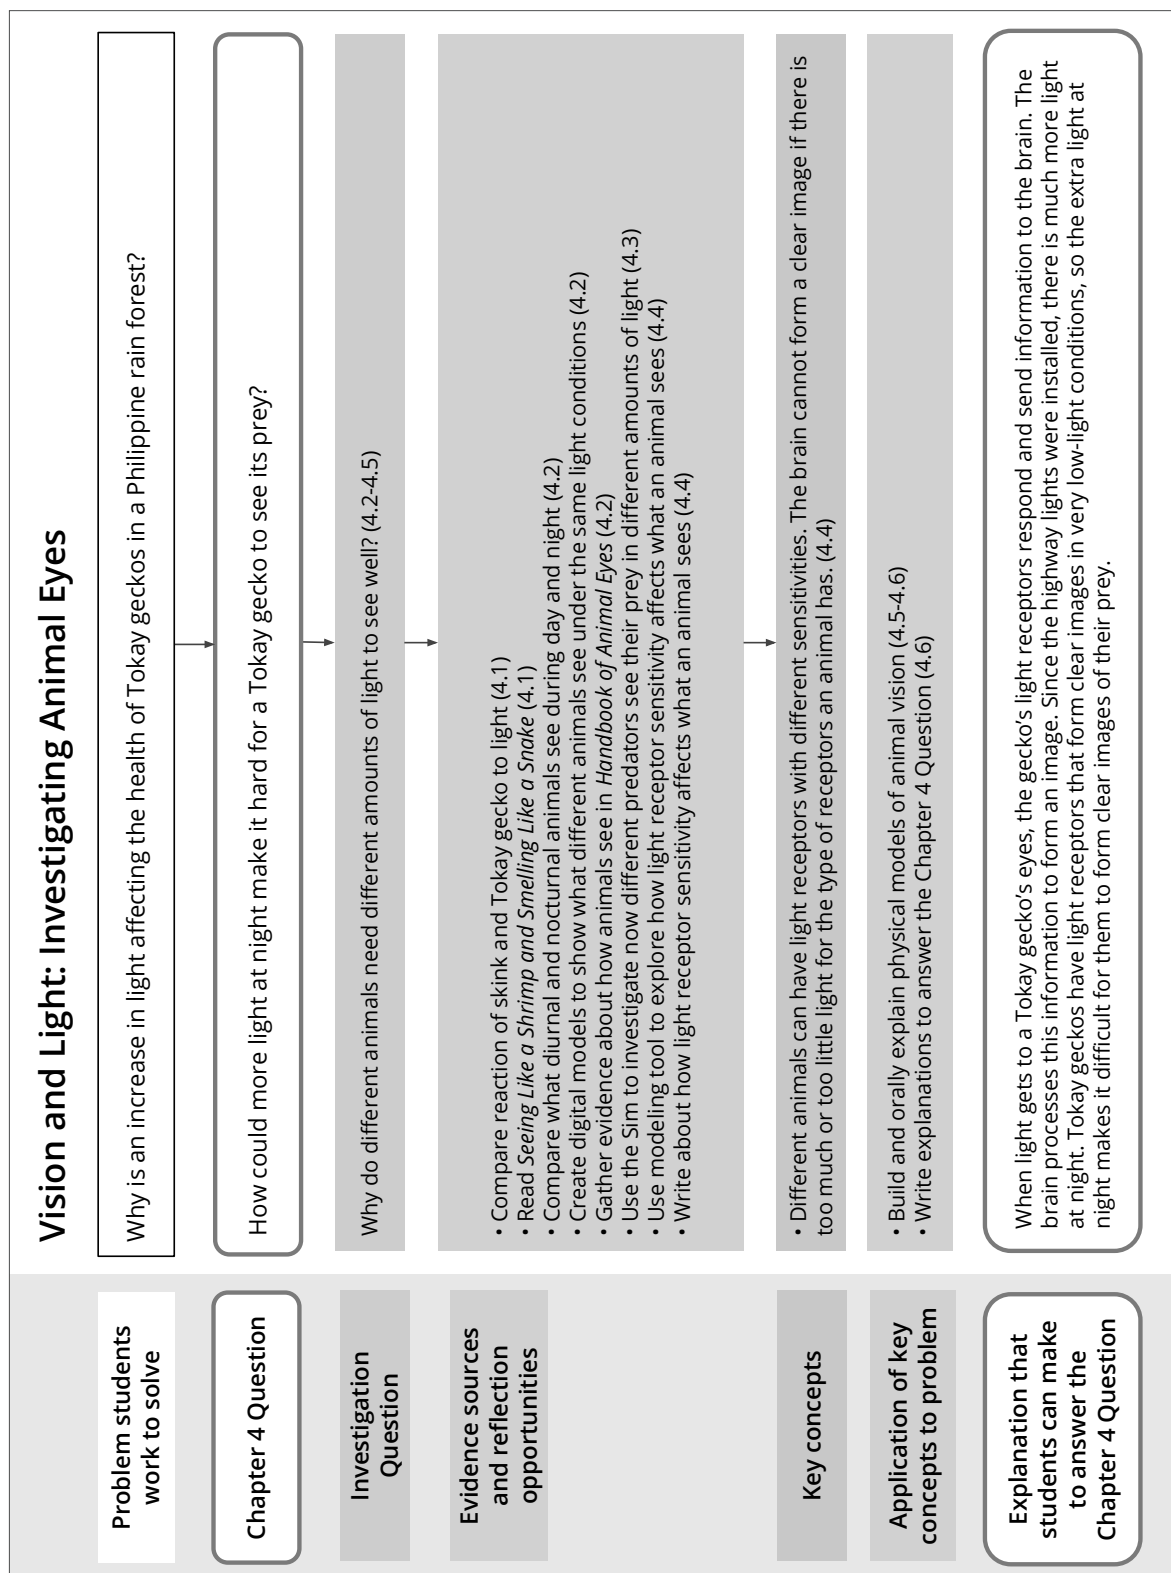 Vision and Light: Investigating Animal Eyes
Problem students
work to solve
Why is an increase in light affecting the health of Tokay geckos in a Philippine rain forest?
Chapter 4 Question
How could more light at night make it hard for a Tokay gecko to see its prey?
Investigation
Question
Why do different animals need different amounts of light to see well? (4.2-4.5)
Evidence sources
and reflection
opportunities
• Compare reaction of skink and Tokay gecko to light (4.1)
• Read Seeing Like a Shrimp and Smelling Like a Snake (4.1)
• Compare what diurnal and nocturnal animals see during day and night (4.2)
• Create digital models to show what different animals see under the same light conditions (4.2)
• Gather evidence about how animals see in Handbook of Animal Eyes (4.2)
• Use the Sim to investigate now different predators see their prey in different amounts of light (4.3)
• Use modeling tool to explore how light receptor sensitivity affects what an animal sees (4.4)
• Write about how light receptor sensitivity affects what an animal sees (4.4)
Key concepts
• Different animals can have light receptors with different sensitivities. The brain cannot form a clear image if there is
too much or too little light for the type of receptors an animal has. (4.4)
Application of key
concepts to problem
• Build and orally explain physical models of animal vision (4.5-4.6)
• Write explanations to answer the Chapter 4 Question (4.6)
Explanation that
students can make
to answer the
Chapter 4 Question
When light gets to a Tokay gecko's eyes, the gecko's light receptors respond and send information to the brain. The
brain processes this information to form an image. Since the highway lights were installed, there is much more light
at night. Tokay geckos have light receptors that form clear images in very low-light conditions, so the extra light at
night makes it difficult for them to form clear images of their prey.